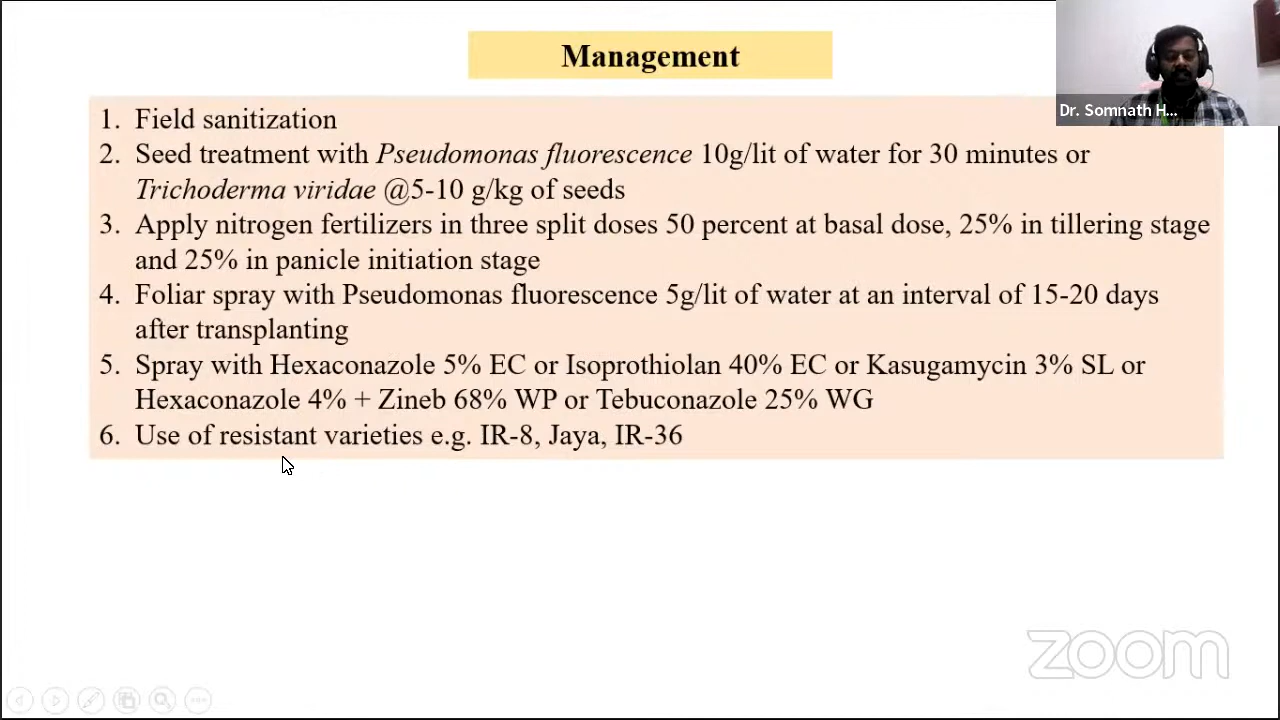 Management
Dr. Somnath H...
1. Field sanitization
2. Seed treatment with Pseudomonas fluorescence 10g/lit of water for 30 minutes or
Trichoderma viridae @5-10 g/kg of seeds
3. Apply nitrogen fertilizers in three split doses 50 percent at basal dose, 25% in tillering stage
and 25% in panicle initiation stage
4. Foliar spray with Pseudomonas fluorescence 5g/lit of water at an interval of 15-20 days
after transplanting
5. Spray with Hexaconazole 5% EC or Isoprothiolan 40% EC or Kasugamycin 3% SL or
Hexaconazole 4% + Zineb 68% WP or Tebuconazole 25% WG
6. Use of resistant varieties e.g. IR-8, Jaya, IR-36
zoom